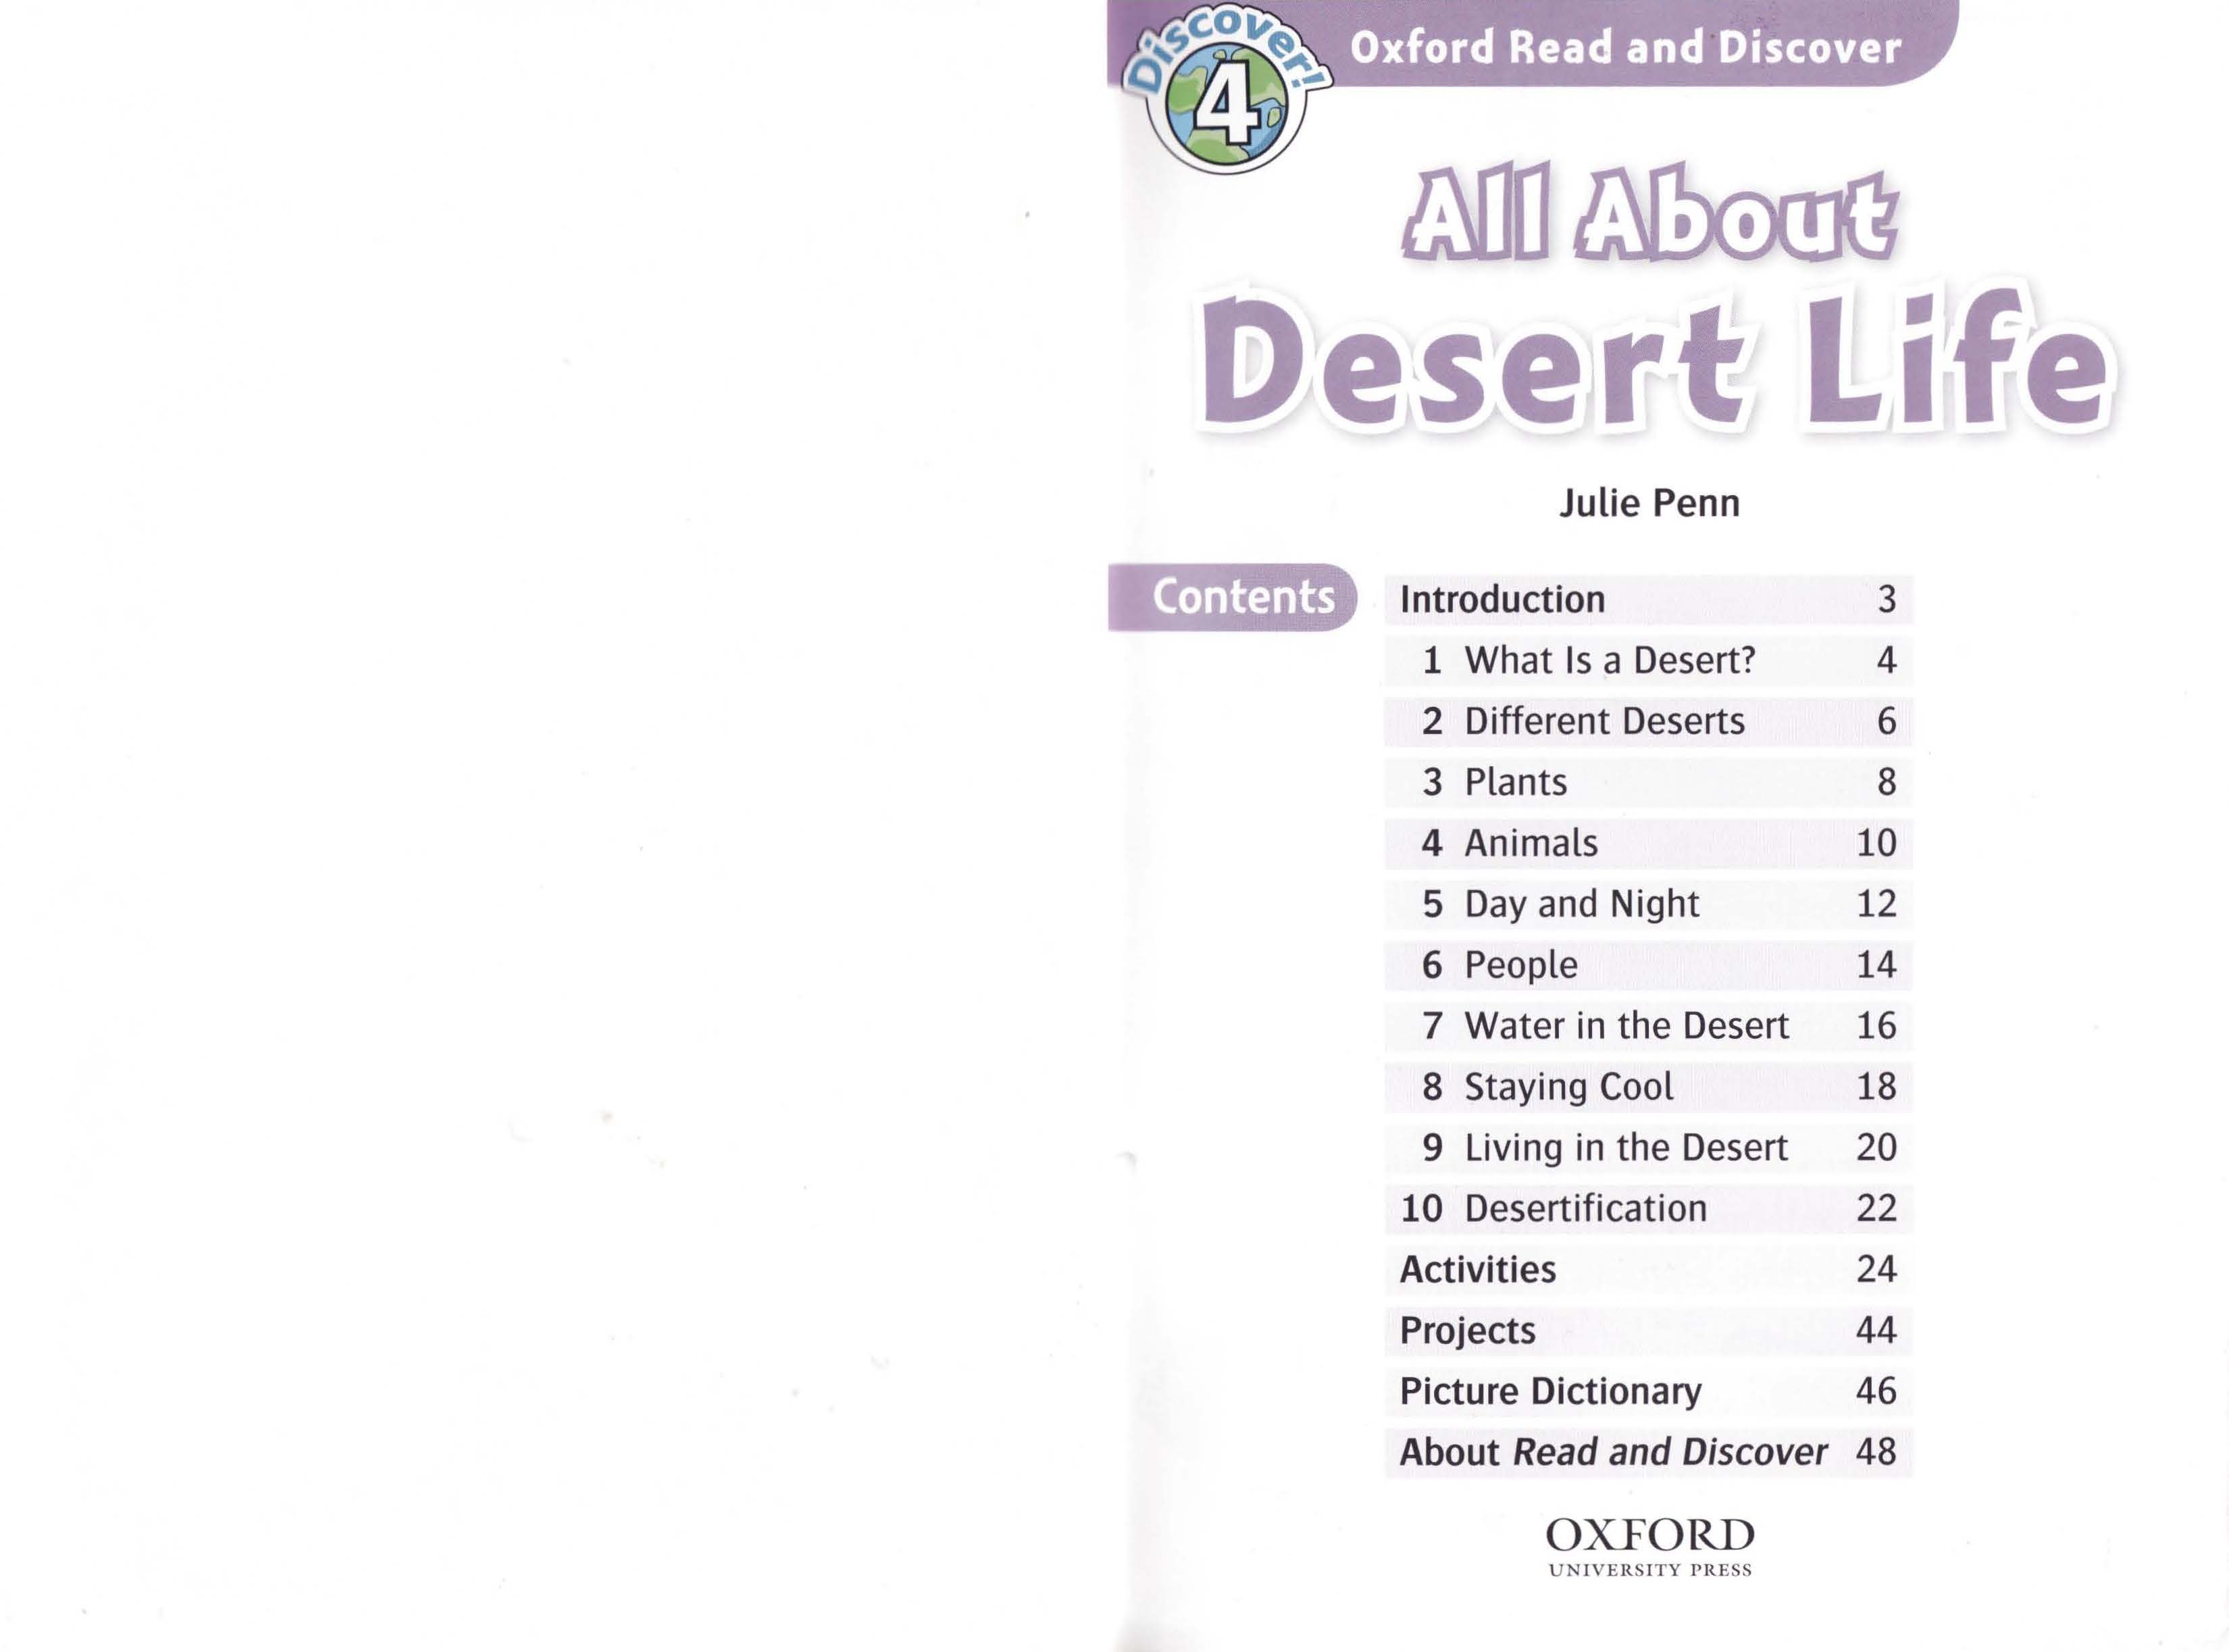 Discover!
4
Oxford Read and Discover
All About
Desert Life
Julie Penn
Contents
Introduction 3
1 What Is a Desert? 4
2 Different Deserts 6
3 Plants 8
4 Animals 10
5 Day and Night 12
6 People 14
7 Water in the Desert 16
8 Staying Cool 18
9 Living in the Desert 20
10 Desertification 22
Activities 24
Projects 44
Picture Dictionary 46
About Read and Discover 48
OXFORD
UNIVERSITY PRESS